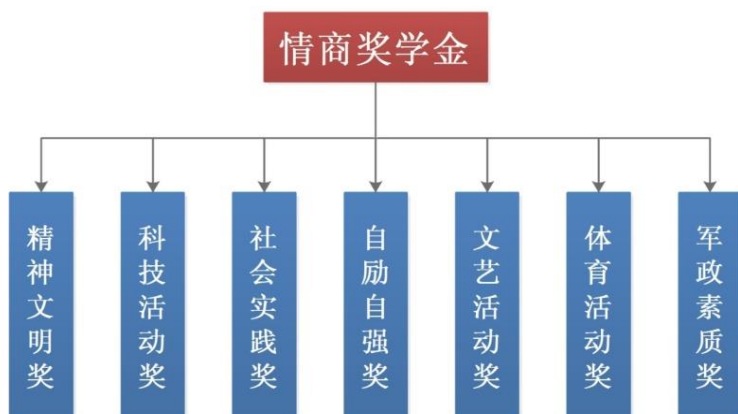 情商奖学金
精神文明奖
科技活动奖
社会实践奖
自励自强奖
文艺活动奖
体育活动奖
军政素质奖